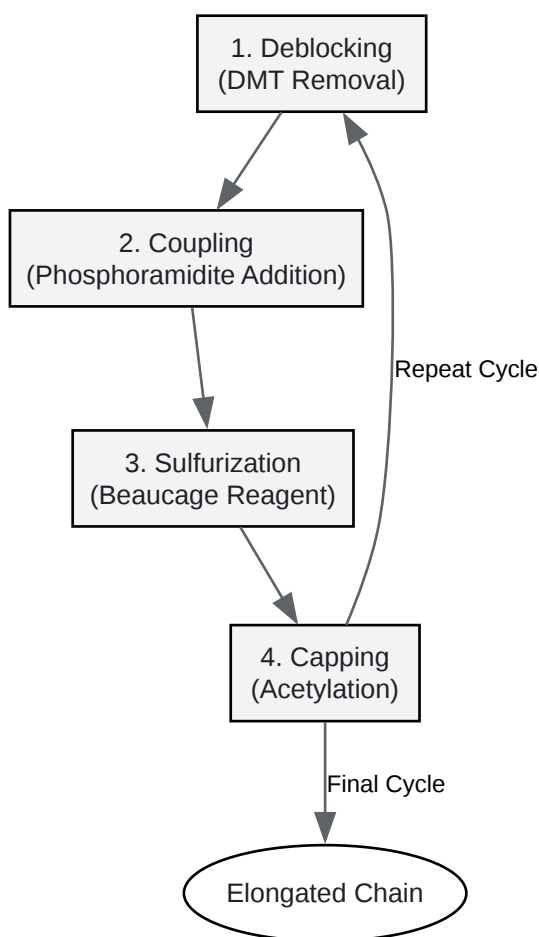 1. Deblocking
(DMT Removal)
2. Coupling
(Phosphoramidite Addition)
Repeat Cycle
3. Sulfurization
(Beaucage Reagent)
4. Capping
(Acetylation)
Final Cycle
Elongated Chain